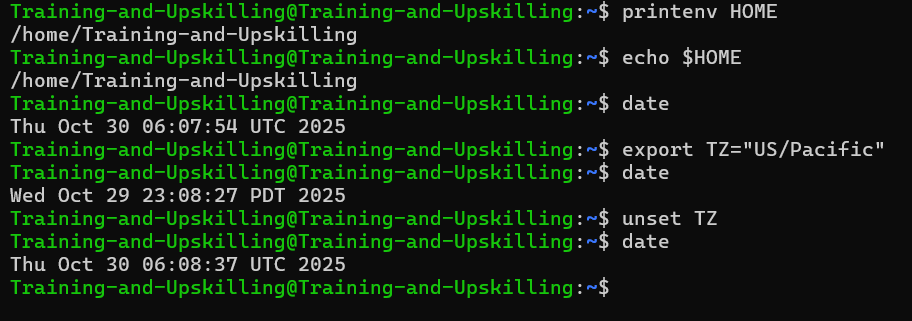 Training-and-Upskilling@Training-and-Upskilling:~$ printenv HOME
/home/Training-and-Upskilling
Training-and-Upskilling@Training-and-Upskilling:~$ echo $HOME
/home/Training-and-Upskilling
Training-and-Upskilling@Training-and-Upskilling:~$ date
Thu Oct 30 06:07:54 UTC 2025
Training-and-Upskilling@Training-and-Upskilling:~$ export TZ="US/Pacific"
Training-and-Upskilling@Training-and-Upskilling:~$ date
Wed Oct 29 23:08:27 PDT 2025
Training-and-Upskilling@Training-and-Upskilling:~$ unset TZ
Training-and-Upskilling@Training-and-Upskilling:~$ date
Thu Oct 30 06:08:37 UTC 2025
Training-and-Upskilling@Training-and-Upskilling:~$